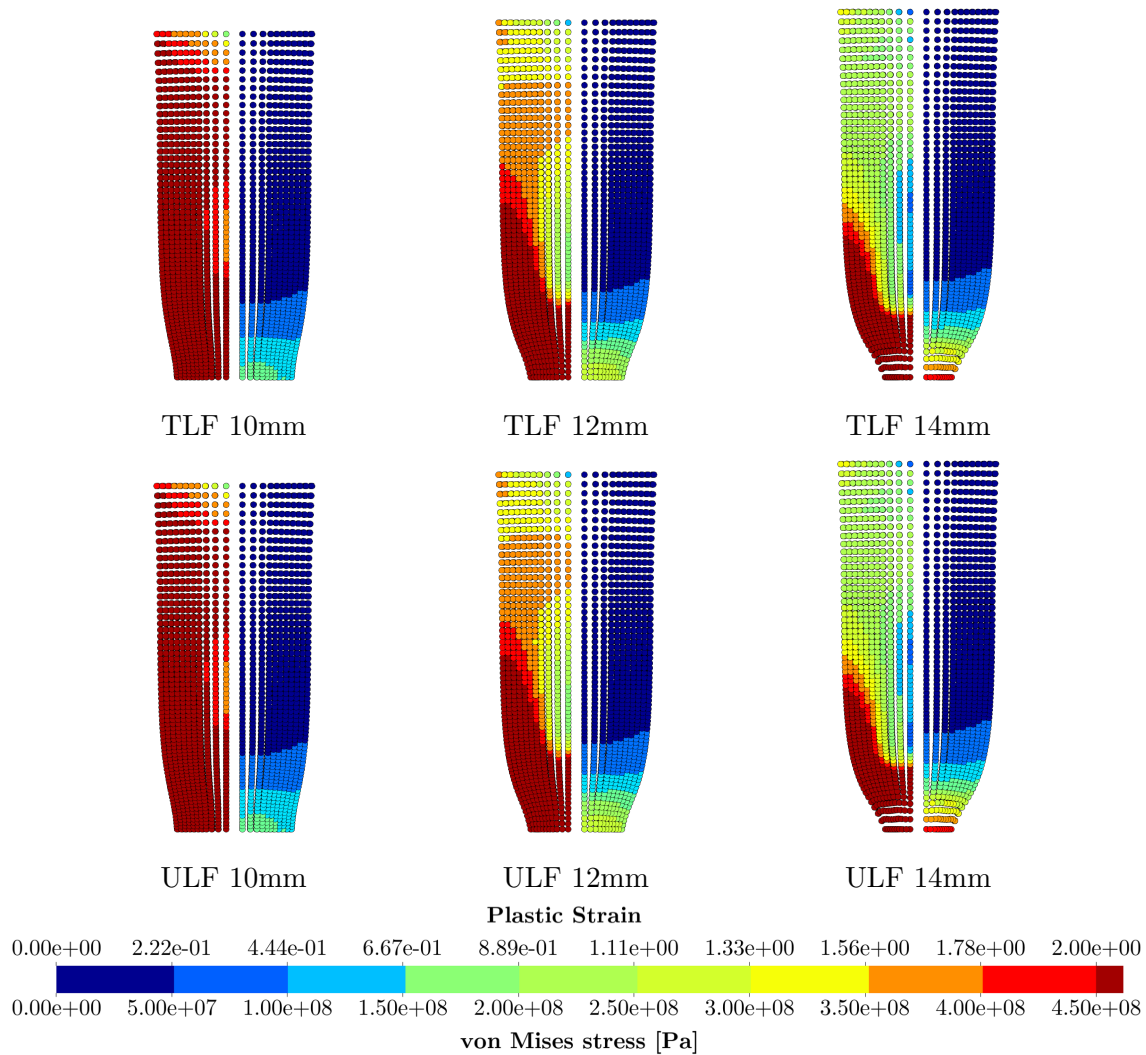 TLF 10mm TLF 12mm TLF 14mm
ULF 10mm ULF 12mm ULF 14mm
Plastic Strain
0.00e+00 2.22e-01 4.44e-01 6.67e-01 8.89e-01 1.11e+00 1.33e+00 1.56e+00 1.78e+00 2.00e+00
0.00e+00 5.00e+07 1.00e+08 1.50e+08 2.00e+08 2.50e+08 3.00e+08 3.50e+08 4.00e+08 4.50e+08
von Mises stress [Pa]